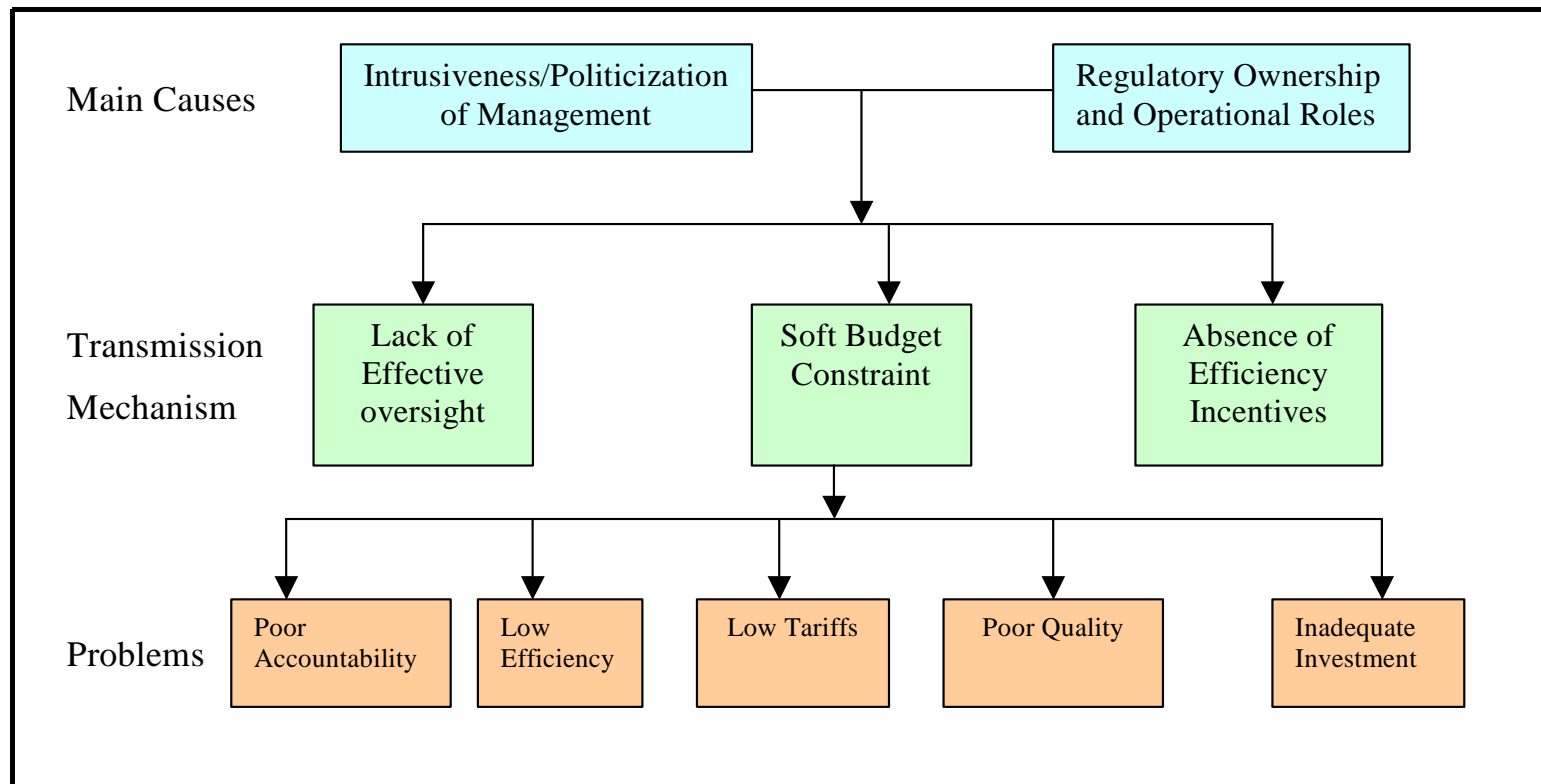 Main Causes
Intrusiveness/Politicization
of Management
Regulatory Ownership
and Operational Roles
Transmission
Mechanism
Lack of
Effective
oversight
Soft Budget
Constraint
Absence of
Efficiency
Incentives
Problems
Poor
Accountability
Low
Efficiency
Low Tariffs
Poor Quality
Inadequate
Investment